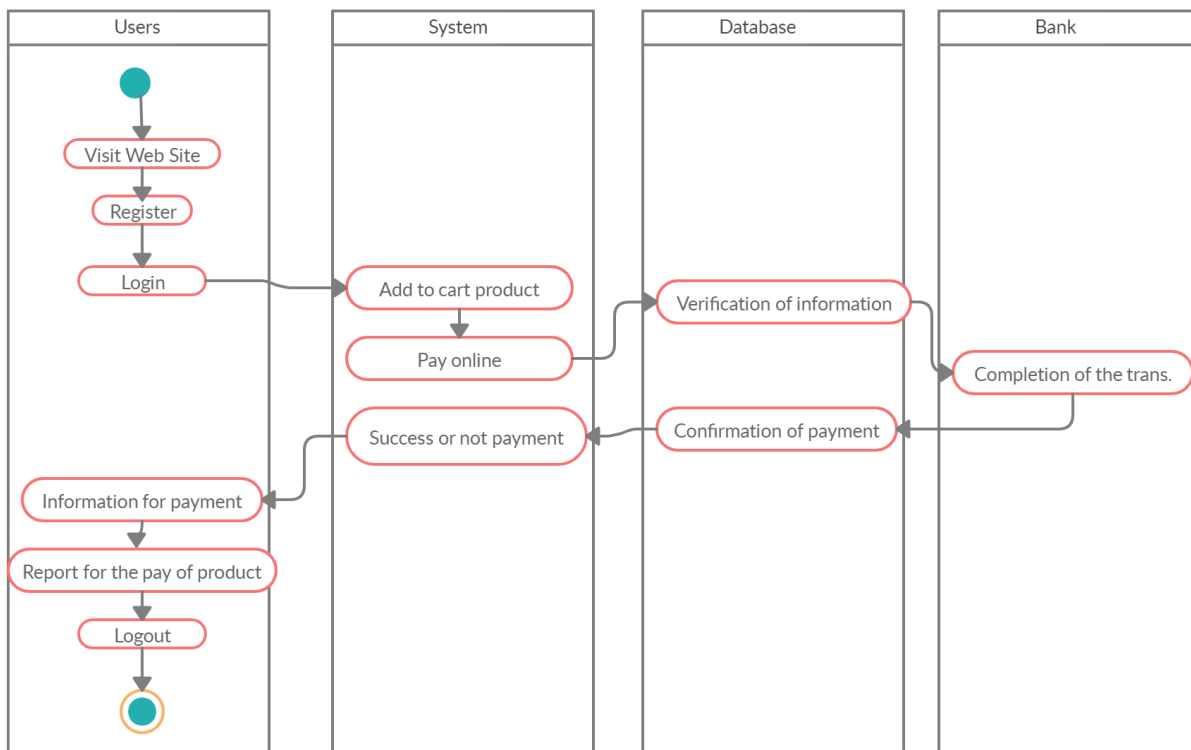 Users
System
Database
Bank
Visit Web Site
Register
Login
Add to cart product
Verification of information
Pay online
Completion of the trans.
Confirmation of payment
Success or not payment
Information for payment
Report for the pay of product
Logout